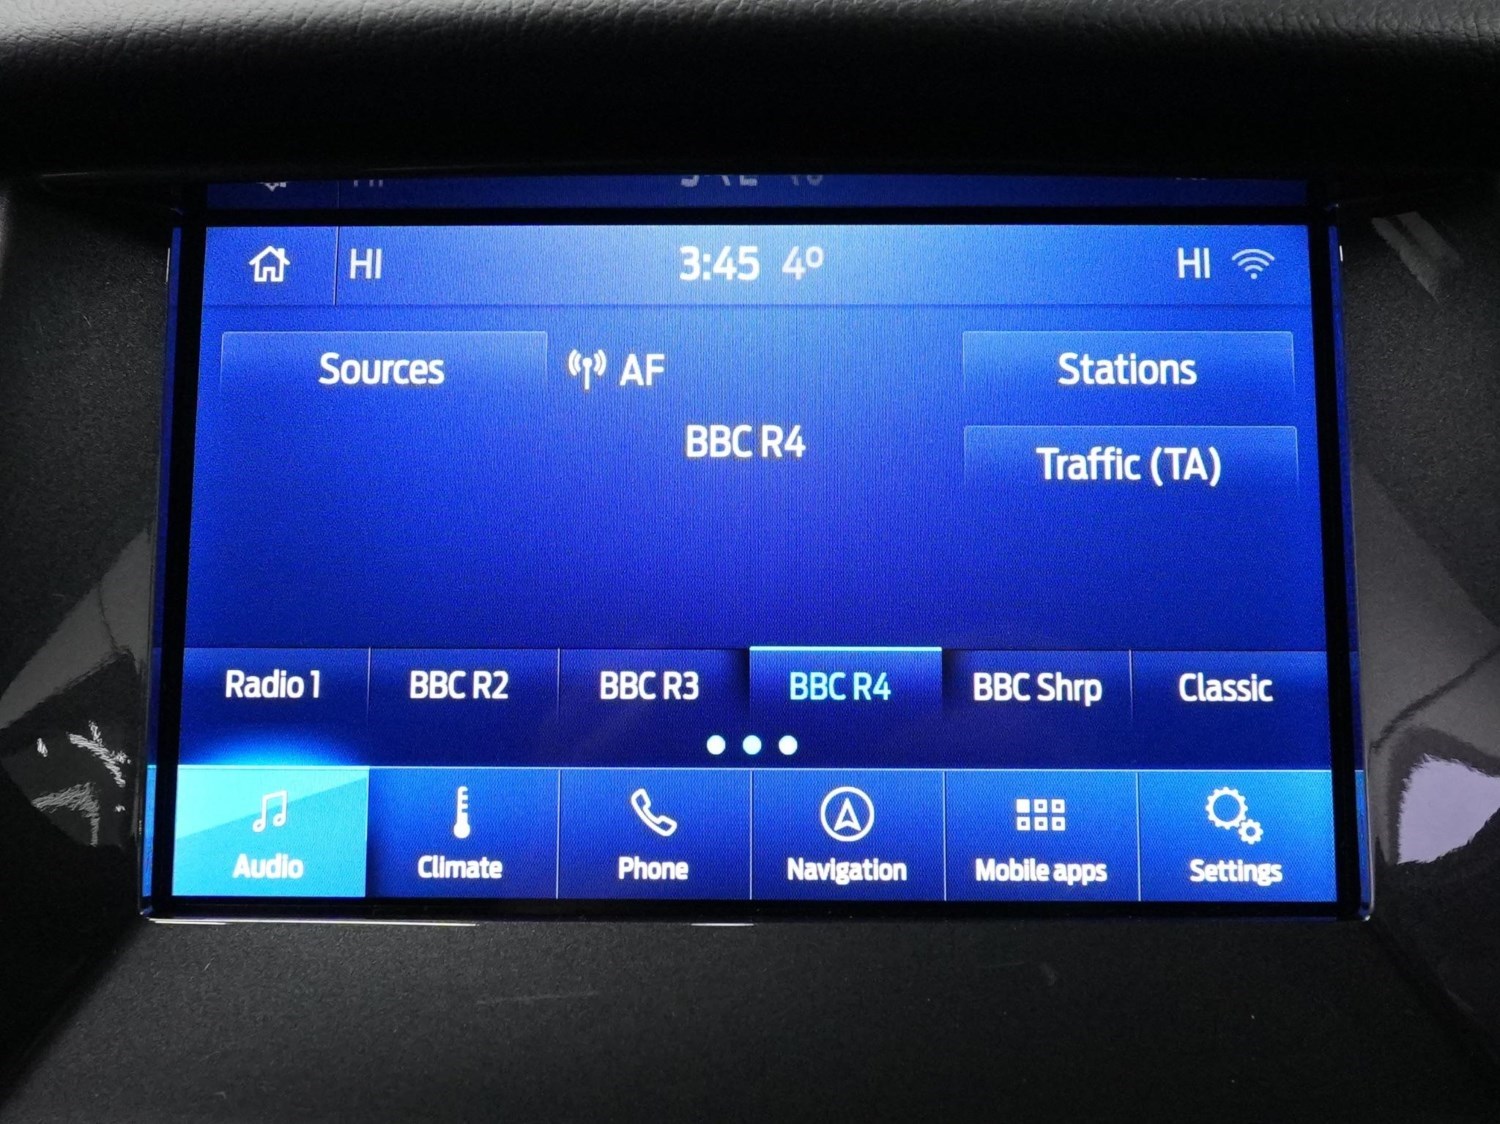 HI 3:45 4° HI
Sources AF Stations
BBC R4
Traffic (TA)
Radio 1 BBC R2 BBC R3 BBC R4 BBC Shrp Classic
Audio Climate Phone Navigation Mobile apps Settings